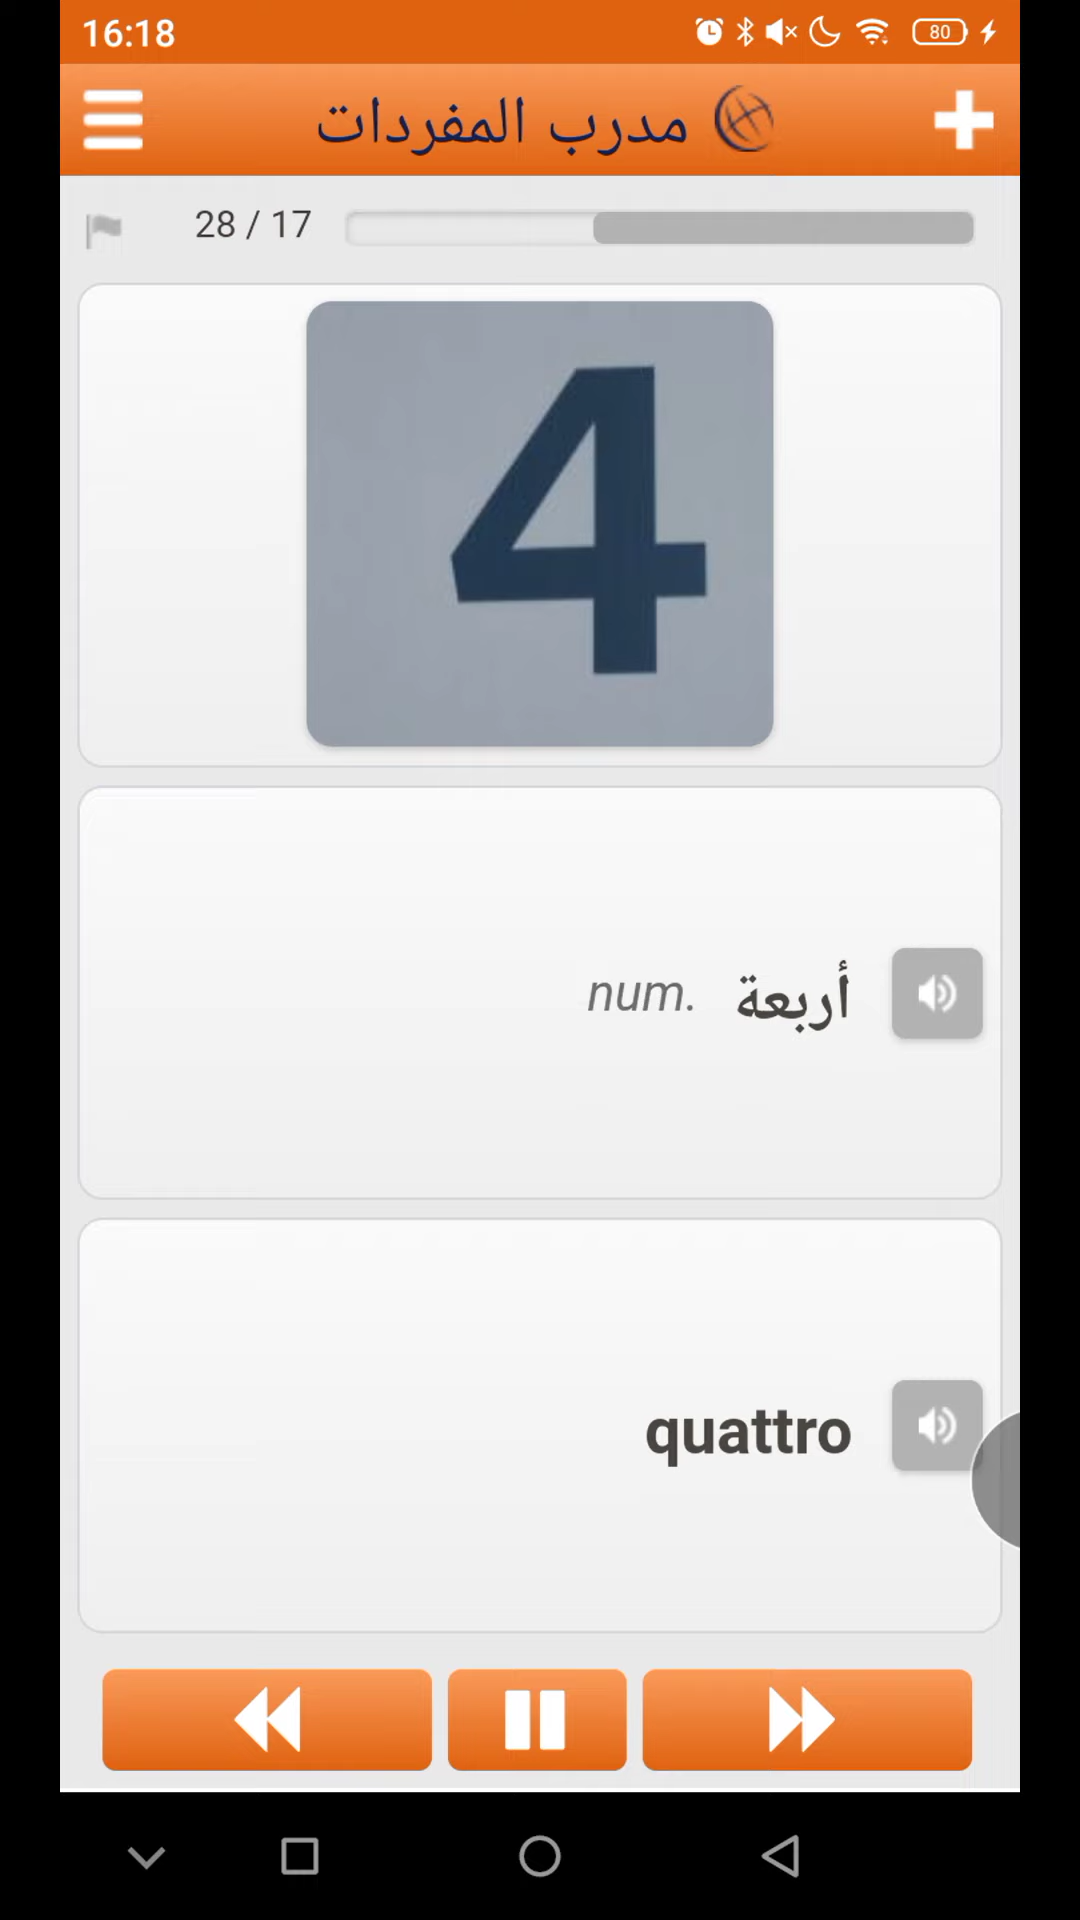 16:18
80
مدرب المفردات
28 / 17
4
أربعة num.
quattro